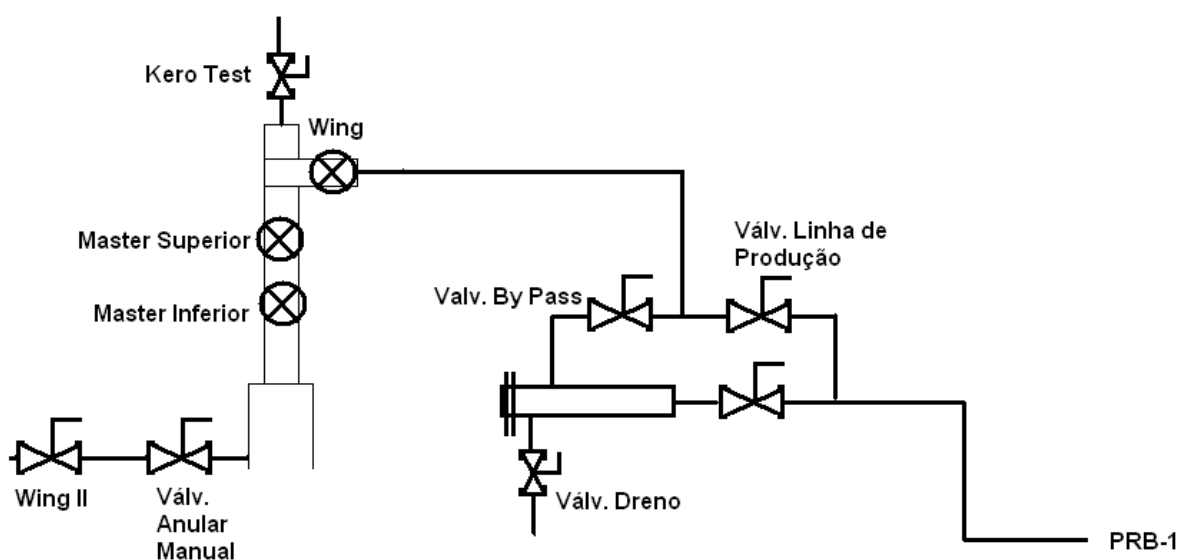 Kero Test
Wing
Master Superior
Válv. Linha de
Produção
Master Inferior
Valv. By Pass
Wing II
Válv.
Anular
Manual
Válv. Dreno
PRB-1